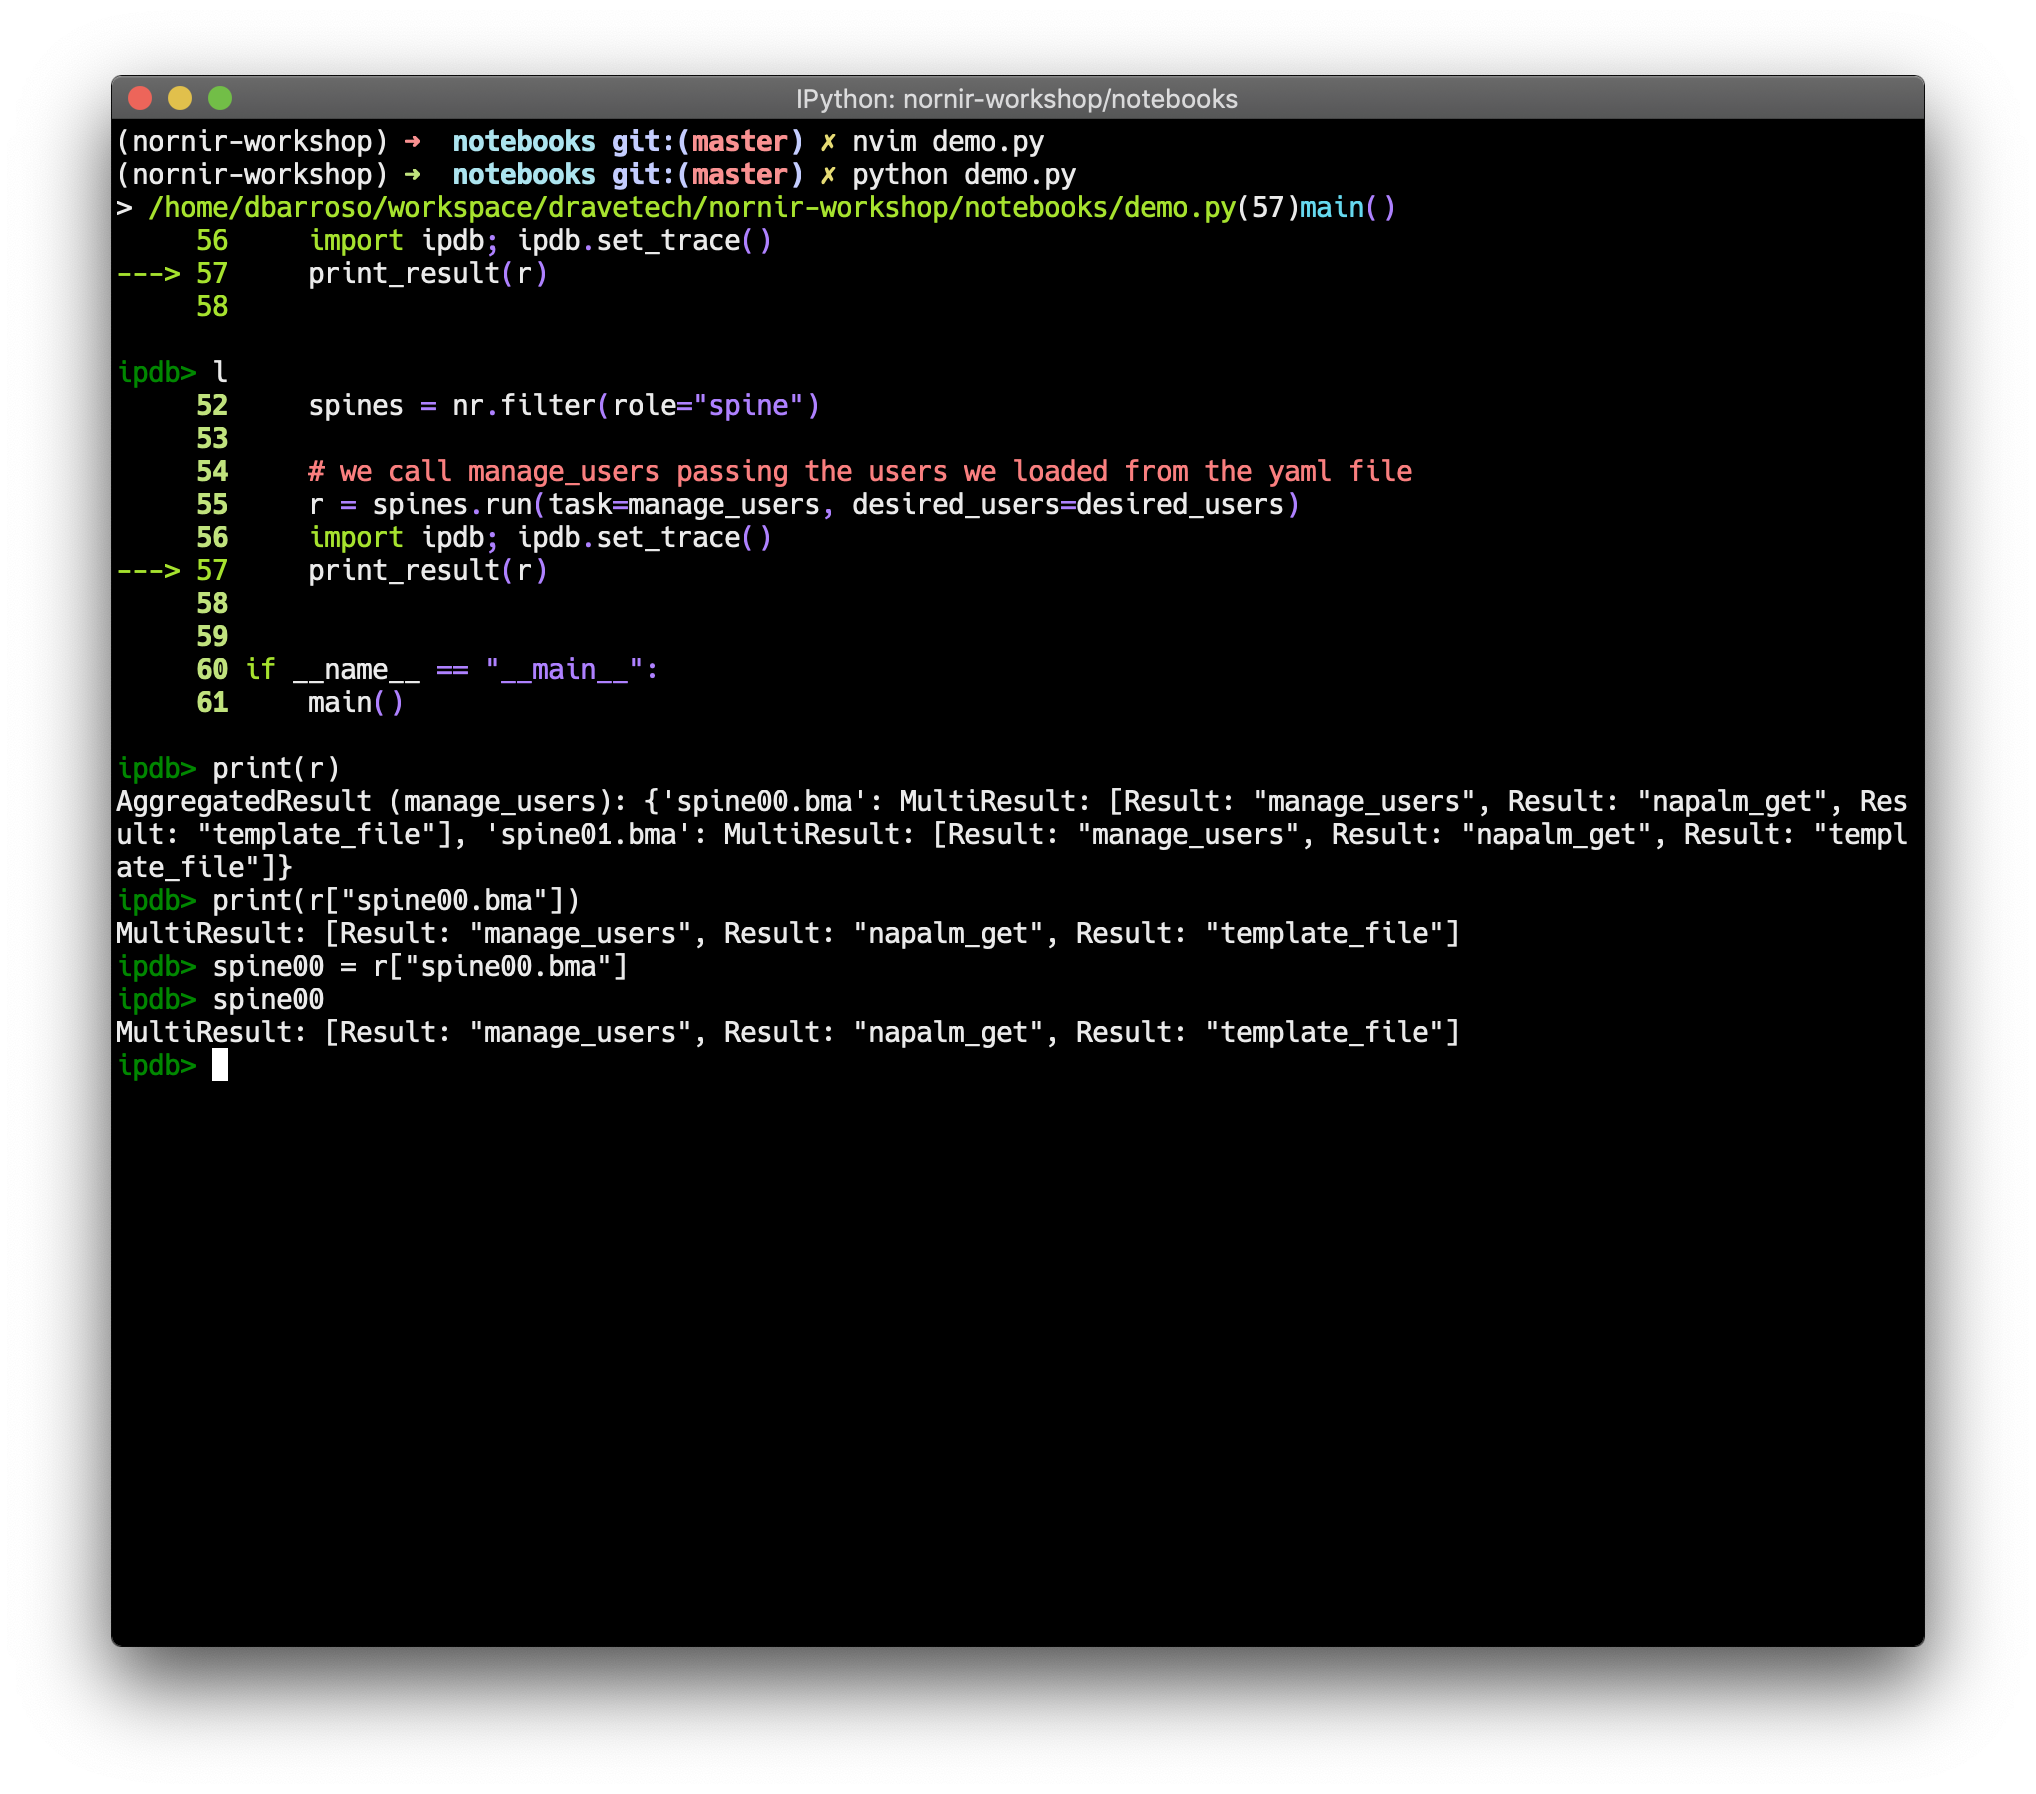 IPython: nornir-workshop/notebooks
(nornir-workshop) ➜  notebooks git:(master) ✗ nvim demo.py
(nornir-workshop) ➜  notebooks git:(master) ✗ python demo.py
> /home/dbarroso/workspace/dravetech/nornir-workshop/notebooks/demo.py(57)main()
     56     import ipdb; ipdb.set_trace()
---> 57     print_result(r)
     58
ipdb> l
     52     spines = nr.filter(role="spine")
     53
     54     # we call manage_users passing the users we loaded from the yaml file
     55     r = spines.run(task=manage_users, desired_users=desired_users)
     56     import ipdb; ipdb.set_trace()
---> 57     print_result(r)
     58
     59
     60 if __name__ == "__main__":
     61     main()
ipdb> print(r)
AggregatedResult (manage_users): {'spine00.bma': MultiResult: [Result: "manage_users", Result: "napalm_get", Res
ult: "template_file"], 'spine01.bma': MultiResult: [Result: "manage_users", Result: "napalm_get", Result: "templ
ate_file"]}
ipdb> print(r["spine00.bma"])
MultiResult: [Result: "manage_users", Result: "napalm_get", Result: "template_file"]
ipdb> spine00 = r["spine00.bma"]
ipdb> spine00
MultiResult: [Result: "manage_users", Result: "napalm_get", Result: "template_file"]
ipdb>